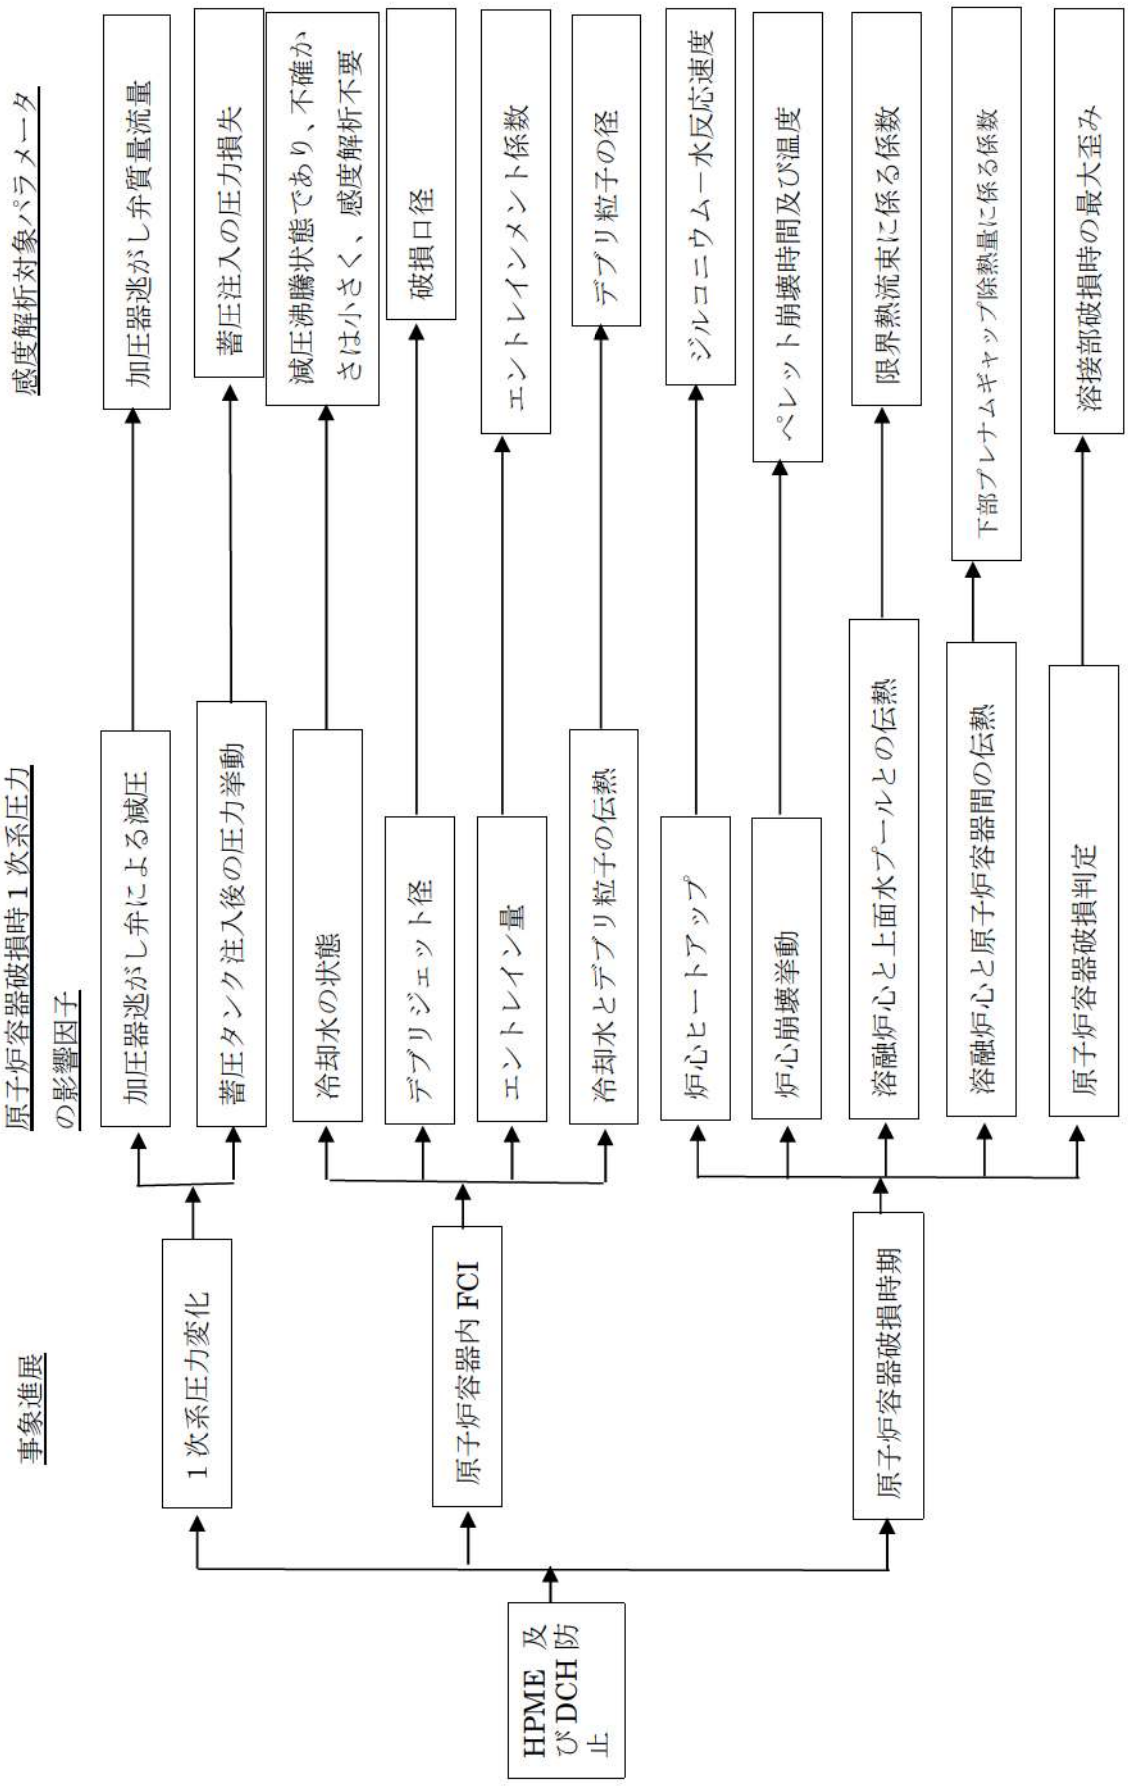 事象進展
原子炉容器破損時1次系圧力
の影響因子
感度解析対象パラメータ
HPME 及
びDCH防
止
1次系圧力変化
加圧器逃がし弁による減圧
加圧器逃がし弁質量流量
蓄圧タンク注入後の圧力挙動
蓄圧注入の圧力損失
原子炉容器内FCI
冷却水の状態
減圧沸騰状態であり、不確か
さは小さく、感度解析不要
デブリジェット径
破損口径
エントレイン量
エントレインメント係数
冷却水とデブリ粒子の伝熱
デブリ粒子の径
原子炉容器破損時期
炉心ヒートアップ
ジルコニウム－水反応速度
炉心崩壊挙動
ペレット崩壊時間及び温度
溶融炉心と上面水プールとの伝熱
限界熱流束に係る係数
溶融炉心と原子炉容器間の伝熱
下部プレナムギャップ除熱量に係る係数
原子炉容器破損判定
溶接部破損時の最大歪み